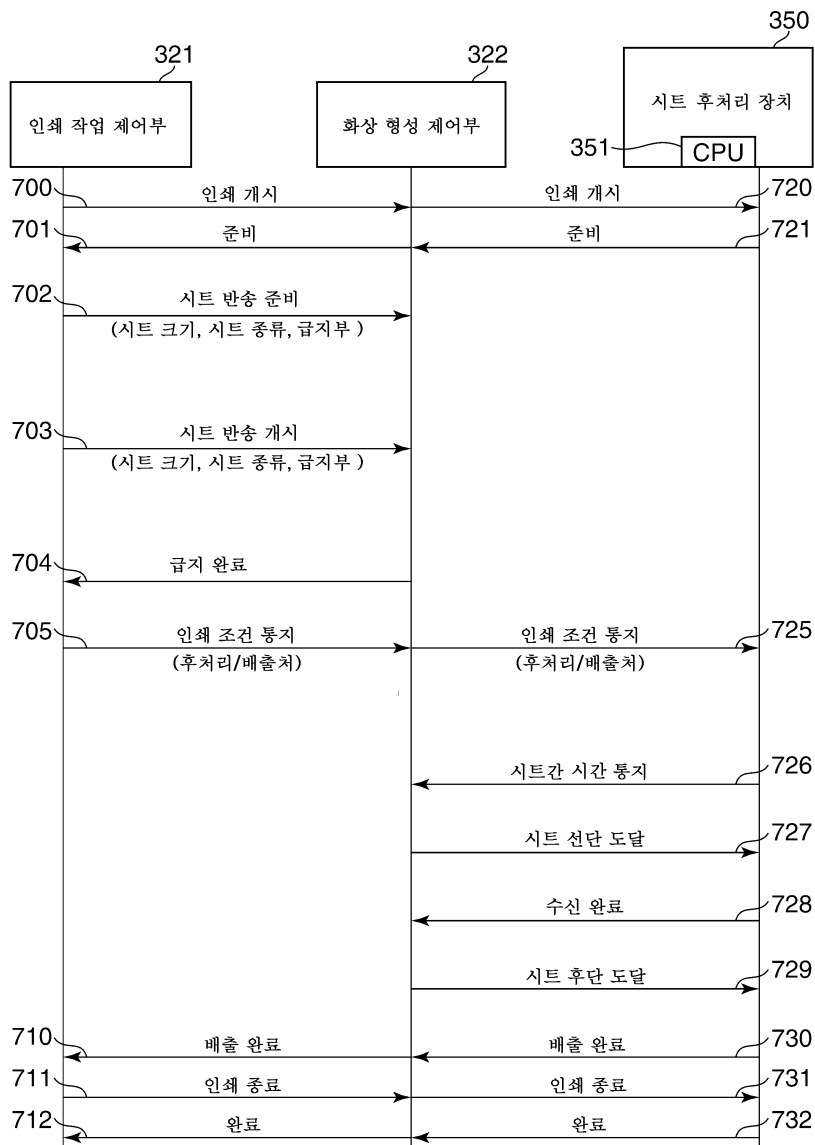 350
321
322
인쇄 작업 제어부
화상 형성 제어부
시트 후처리 장치
351
CPU
700
인쇄 개시
인쇄 개시
720
701
준비
준비
721
702
시트 반송 준비
(시트 크기, 시트 종류, 급지부 )
703
시트 반송 개시
(시트 크기, 시트 종류, 급지부 )
704
급지 완료
705
인쇄 조건 통지
(후처리/배출처)
인쇄 조건 통지
(후처리/배출처)
725
시트간 시간 통지
726
시트 선단 도달
727
수신 완료
728
시트 후단 도달
729
710
배출 완료
배출 완료
730
711
인쇄 종료
인쇄 종료
731
712
완료
완료
732